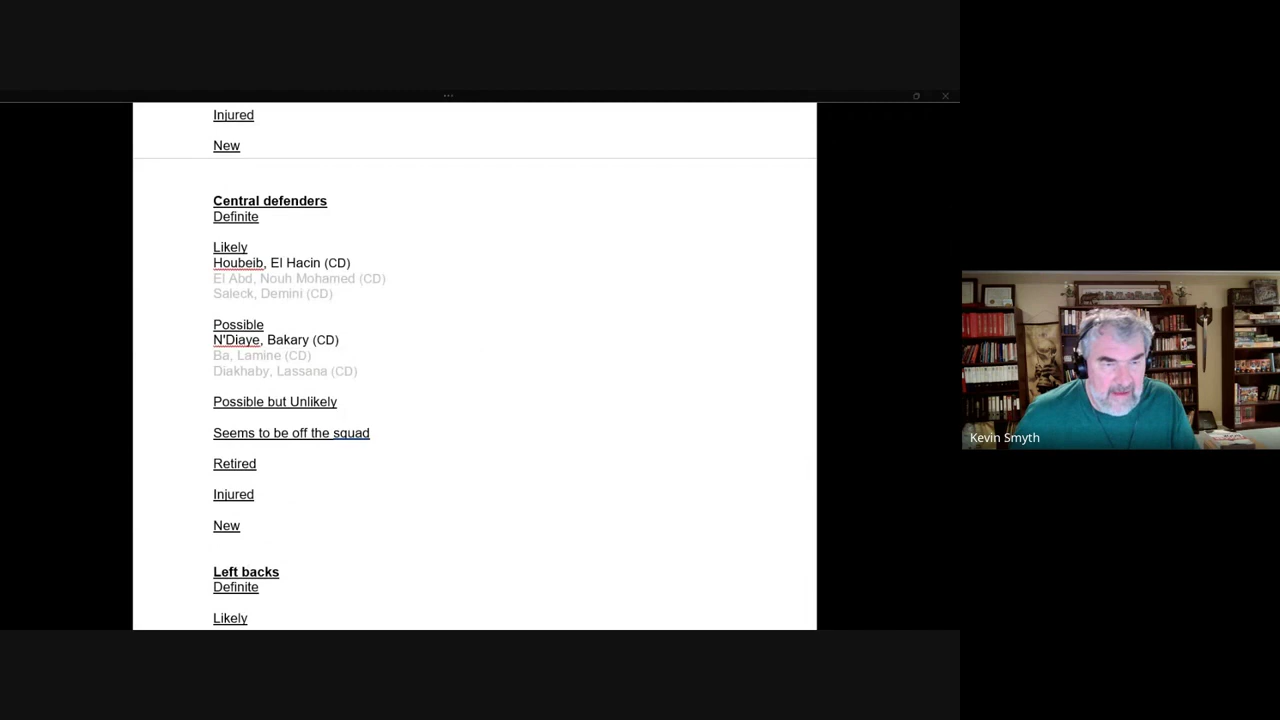 Injured
New
Central defenders
Definite
Likely
Houbeib, El Hacin (CD)
El Abd, Nouh Mohamed (CD)
Saleck, Demini (CD)
Possible
N'Diaye, Bakary (CD)
Ba, Lamine (CD)
Diakhaby, Lassana (CD)
Possible but Unlikely
Seems to be off the squad
Retired
Injured
New
Left backs
Definite
Likely
Kevin Smyth